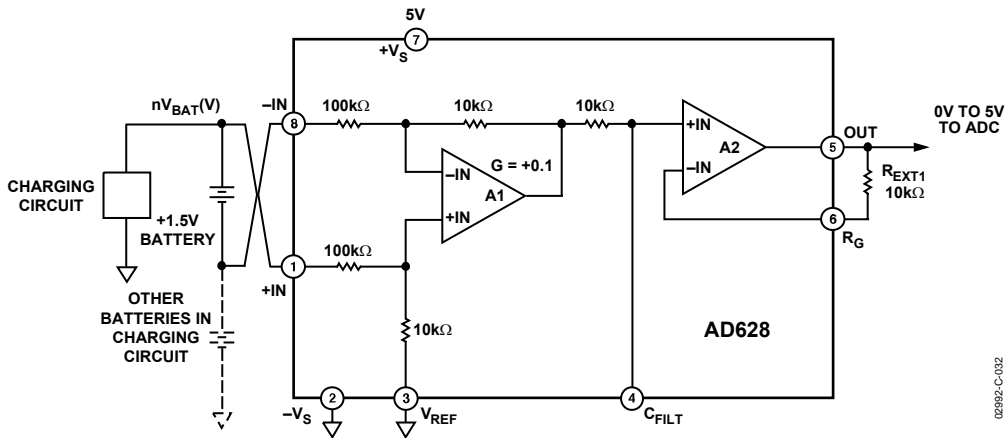 5V
7
+VS
nVBAT(V)
–IN
8
100kΩ
10kΩ
10kΩ
+IN
A2
–IN
OUT
5
0V TO 5V
TO ADC
REXT1
10kΩ
6
RG
G = +0.1
–IN
A1
+IN
CHARGING
CIRCUIT
+1.5V
BATTERY
100kΩ
1
+IN
OTHER
BATTERIES IN
CHARGING
CIRCUIT
10kΩ
AD628
2
–VS
3
VREF
4
CFILT
02992-C-032